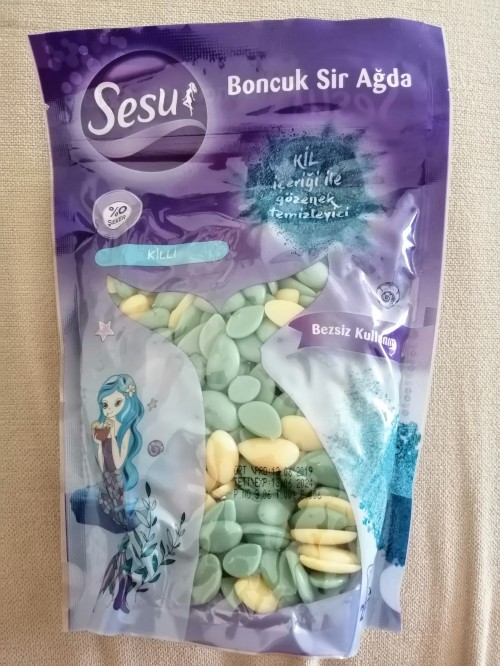 Sesu
Boncuk Sir Ağda
KİL
içeriği ile
gözenek
temizleyici
%0
ŞEKER
KİLLİ
Bezsiz Kullanım